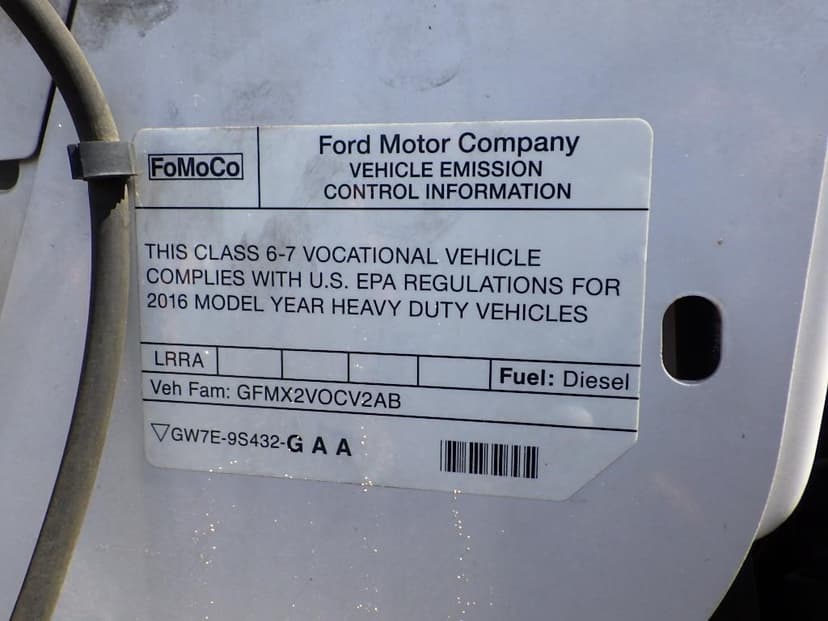 FoMoCo
Ford Motor Company
VEHICLE EMISSION
CONTROL INFORMATION
THIS CLASS 6-7 VOCATIONAL VEHICLE
COMPLIES WITH U.S. EPA REGULATIONS FOR
2016 MODEL YEAR HEAVY DUTY VEHICLES
LRRA
Fuel: Diesel
Veh Fam: GFMX2VOCV2AB
▽GW7E-9S432-GAA